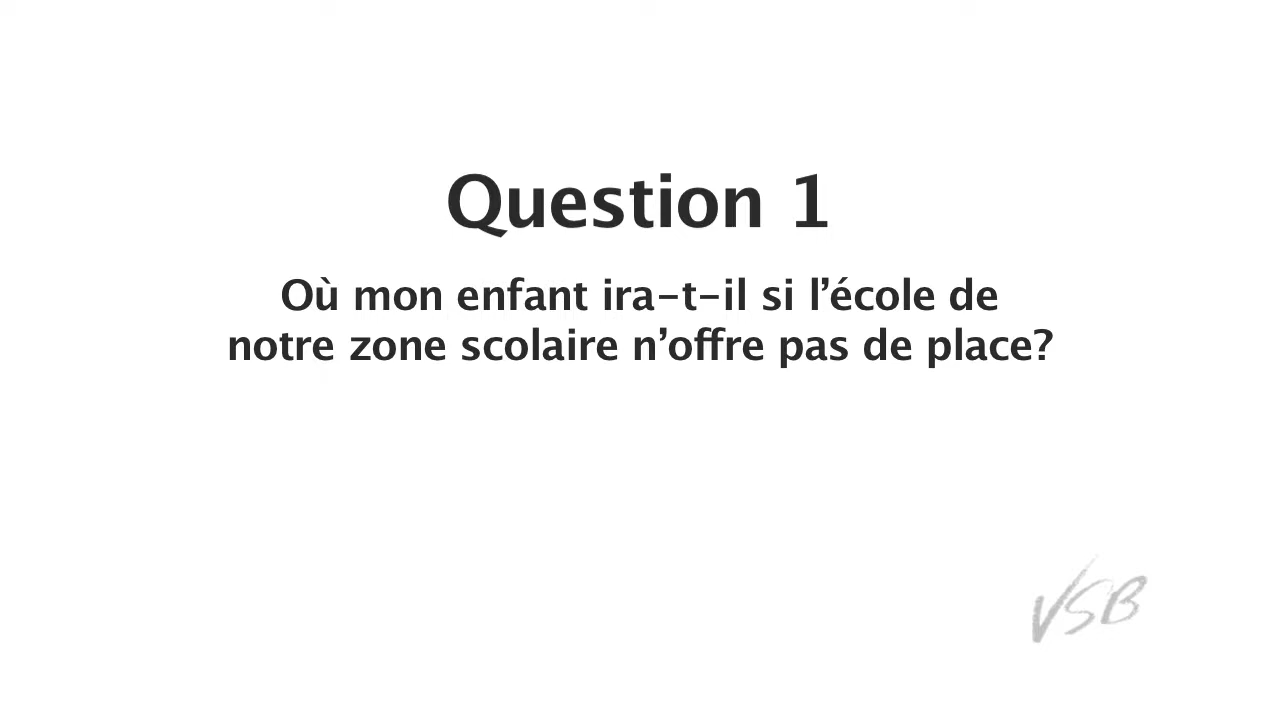 Question 1
Où mon enfant ira-t-il si l’école de
notre zone scolaire n’offre pas de place?
VSB